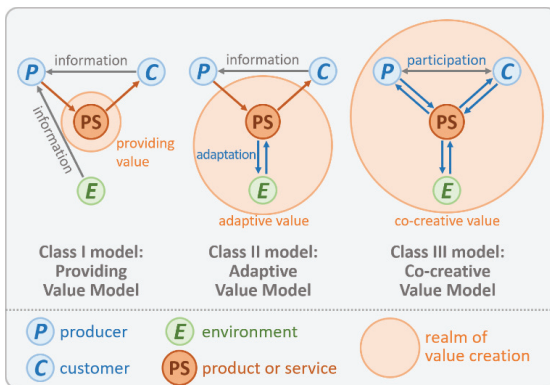 information
P
C
information
PS
providing
value
E
Class I model:
Providing
Value Model
information
P
C
PS
adaptation
E
adaptive value
Class II model:
Adaptive
Value Model
participation
P
C
PS
E
co-creative value
Class III model:
Co-creative
Value Model
P producer
E environment
C customer
PS product or service
realm of
value creation